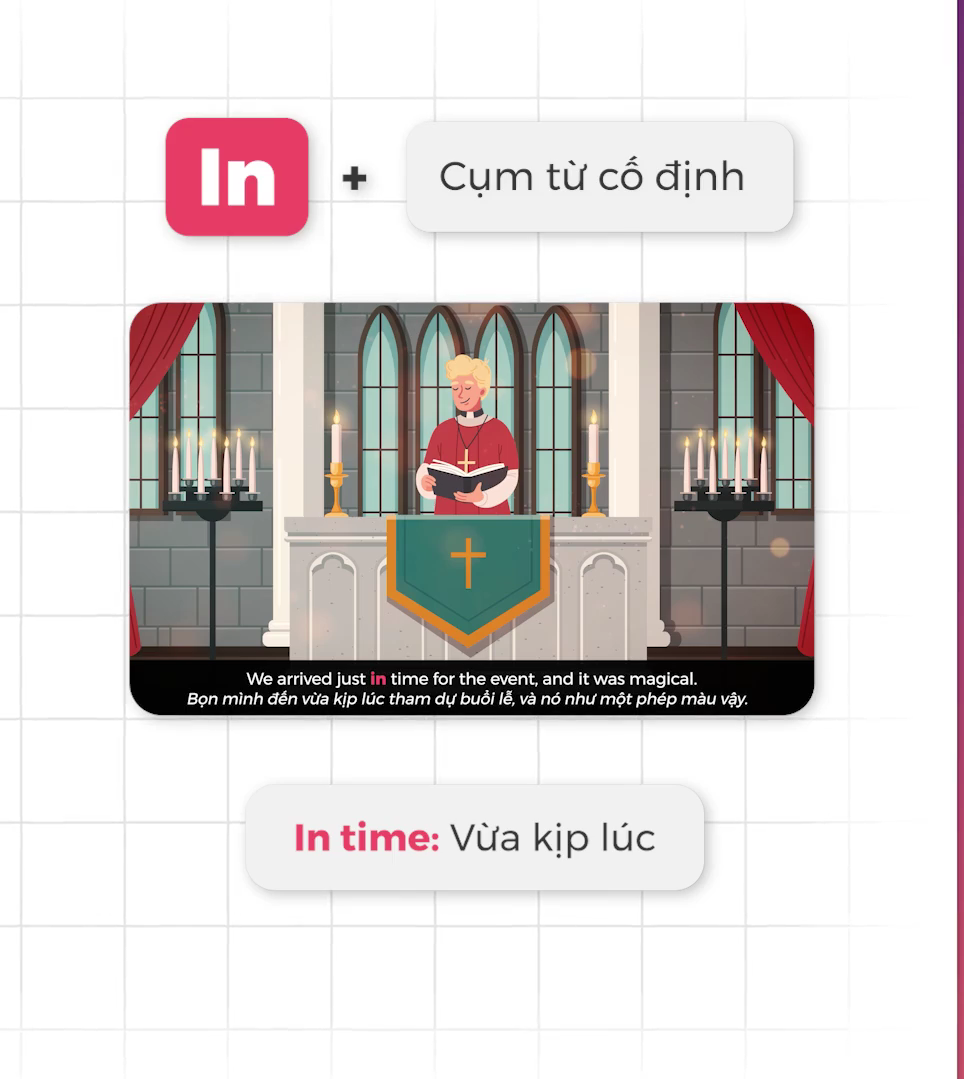 In + Cụm từ cố định
We arrived just in time for the event, and it was magical.
Bọn mình đến vừa kịp lúc tham dự buổi lễ, và nó như một phép màu vậy.
In time: Vừa kịp lúc